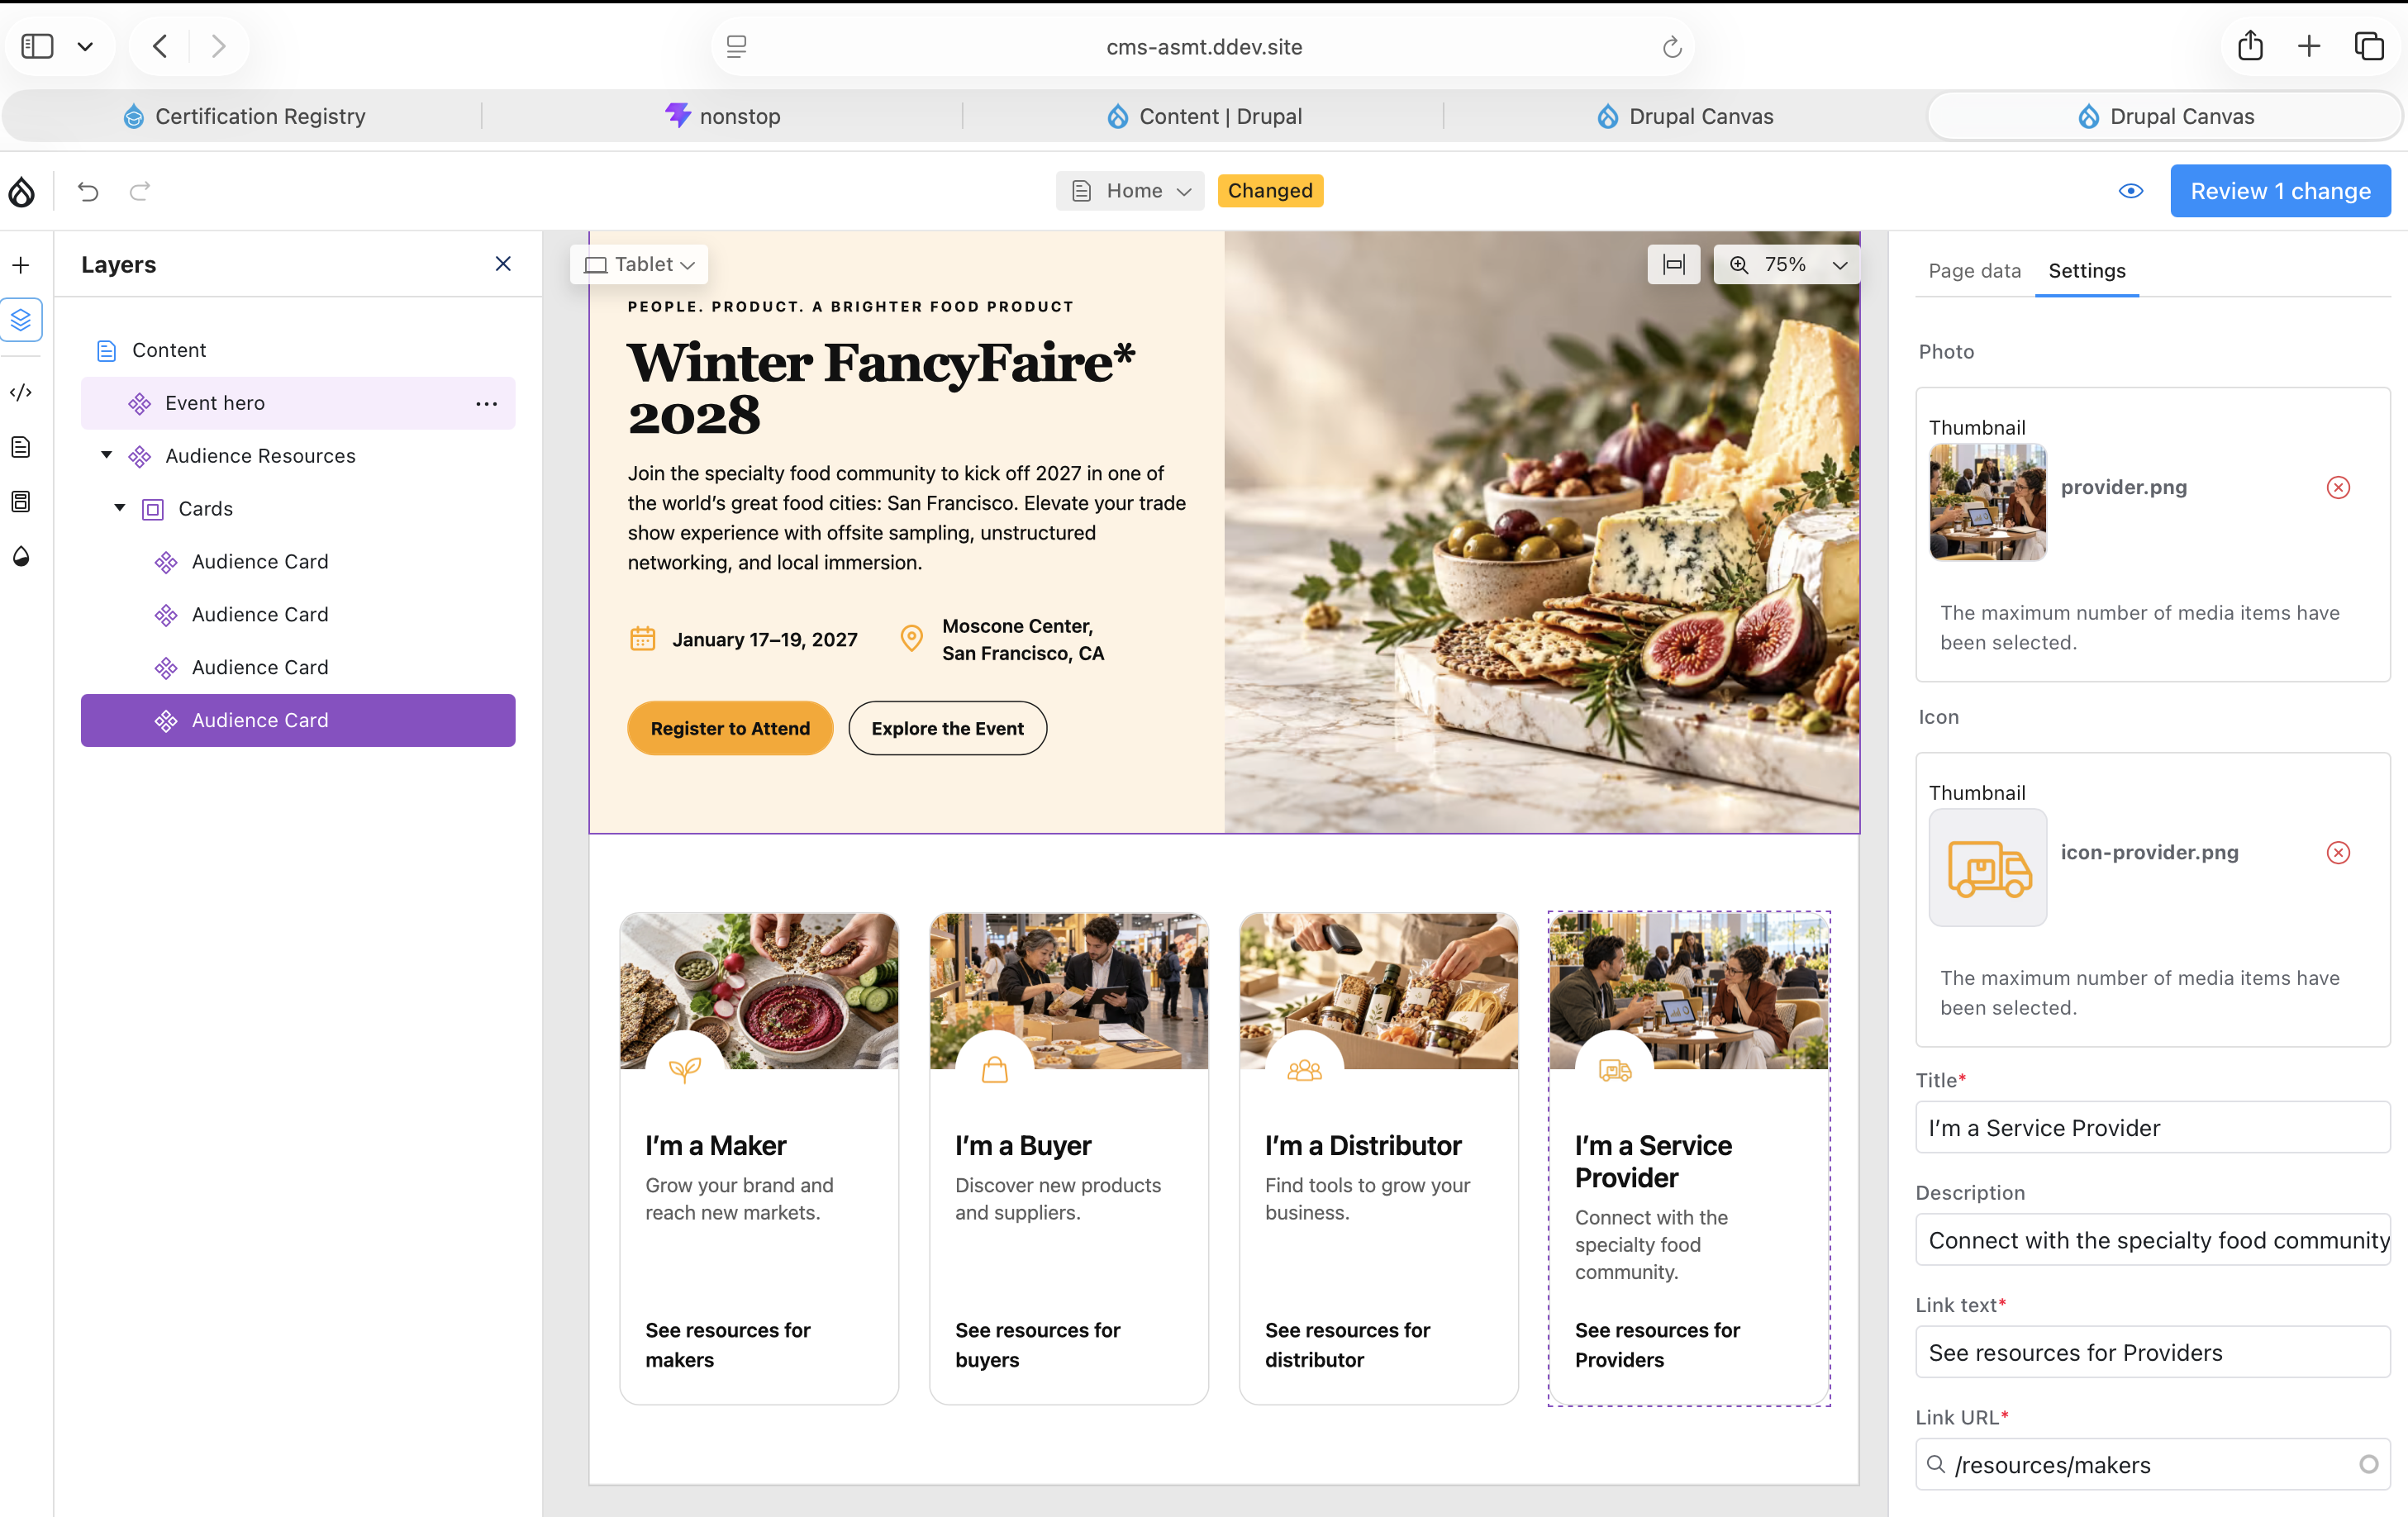 cms-asmt.ddev.site
Certification Registry
nonstop
Content | Drupal
Drupal Canvas
Drupal Canvas
Home
Changed
Review 1 change
Layers
Content
Event hero
Audience Resources
Cards
Audience Card
Audience Card
Audience Card
Audience Card
Tablet
75%
PEOPLE. PRODUCT. A BRIGHTER FOOD PRODUCT
Winter FancyFaire*
2028
Join the specialty food community to kick off 2027 in one of
the world’s great food cities: San Francisco. Elevate your trade
show experience with offsite sampling, unstructured
networking, and local immersion.
January 17–19, 2027
Moscone Center,
San Francisco, CA
Register to Attend
Explore the Event
I’m a Maker
Grow your brand and
reach new markets.
See resources for
makers
I’m a Buyer
Discover new products
and suppliers.
See resources for
buyers
I’m a Distributor
Find tools to grow your
business.
See resources for
distributor
I’m a Service
Provider
Connect with the
specialty food
community.
See resources for
Providers
Page data
Settings
Photo
Thumbnail
provider.png
The maximum number of media items have
been selected.
Icon
Thumbnail
icon-provider.png
The maximum number of media items have
been selected.
Title*
I’m a Service Provider
Description
Connect with the specialty food community
Link text*
See resources for Providers
Link URL*
/resources/makers